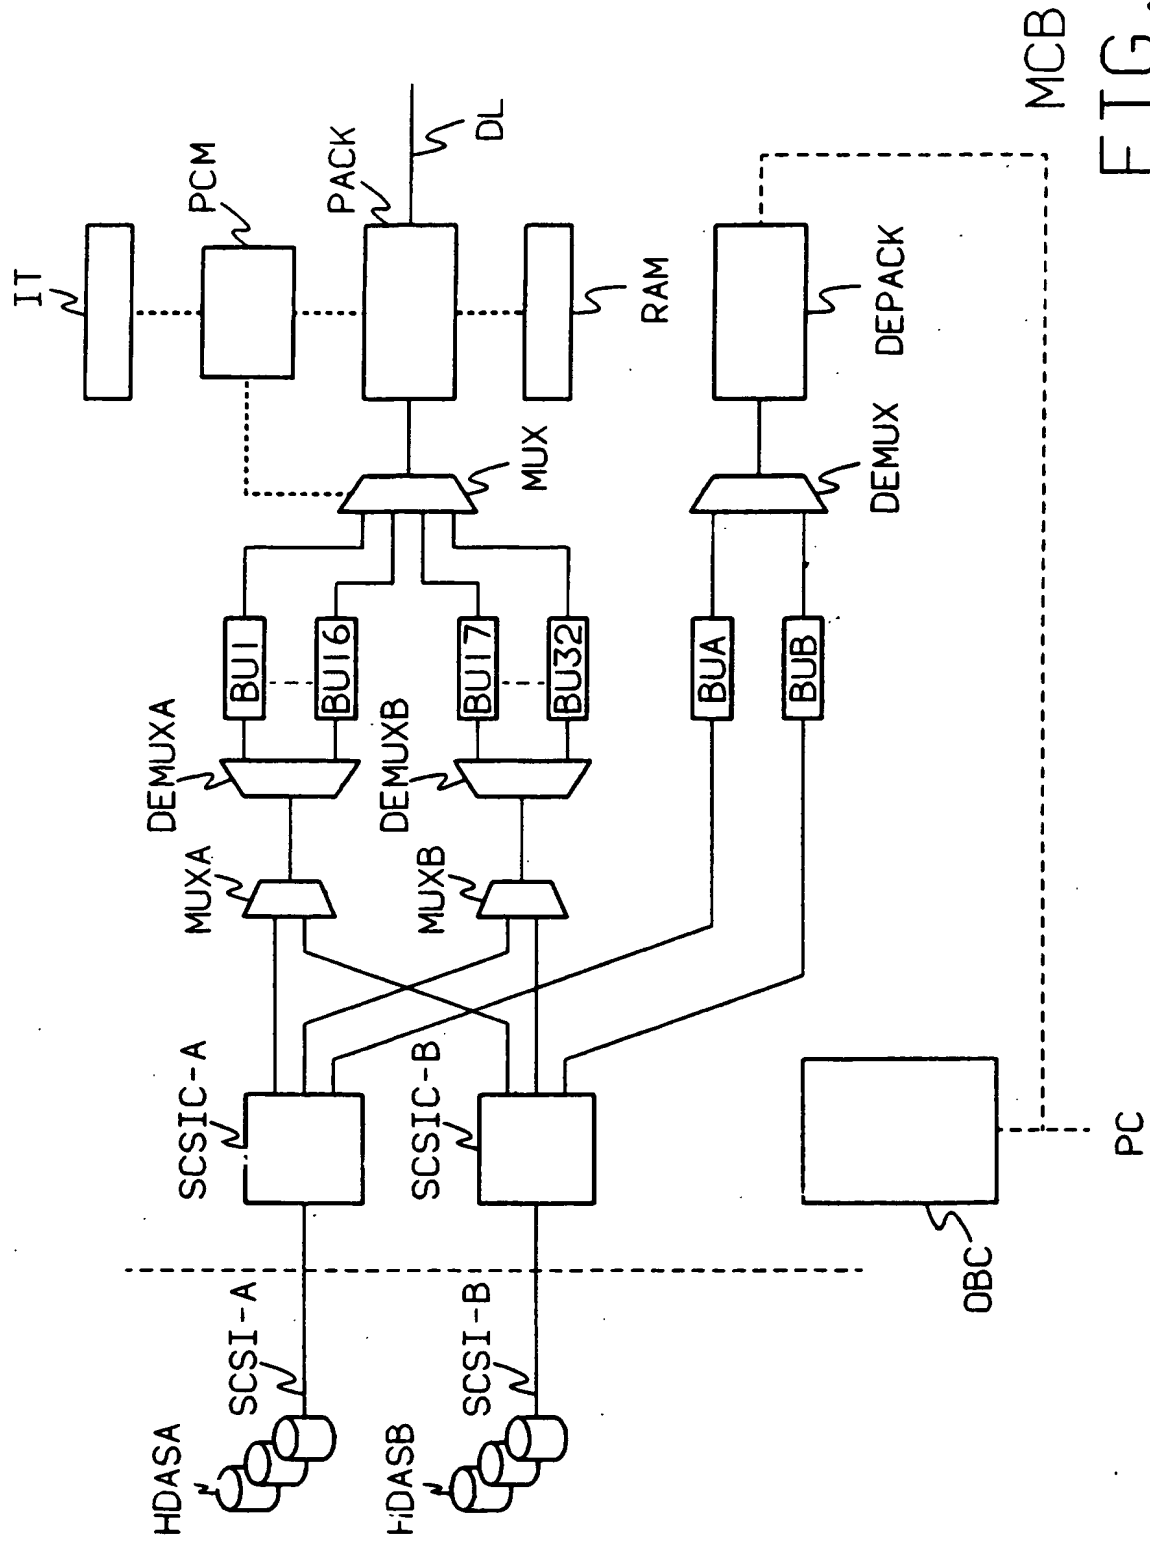 IT
PCM
PACK
DL
RAM
MUX
BU1
BU16
BU17
BU32
DEMUXA
DEMUXB
MUXA
MUXB
SCSIC-A
SCSIC-B
SCSI-A
SCSI-B
HDASA
HDASB
BUA
BUB
DEMUX
DEPACK
OBC
PC
MCB
FIG.